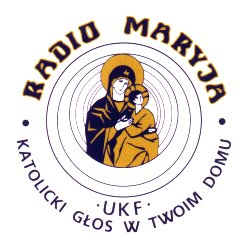 RADIO MARYJA
· UKF ·
• KATOLICKI GŁOS W TWOIM DOMU •